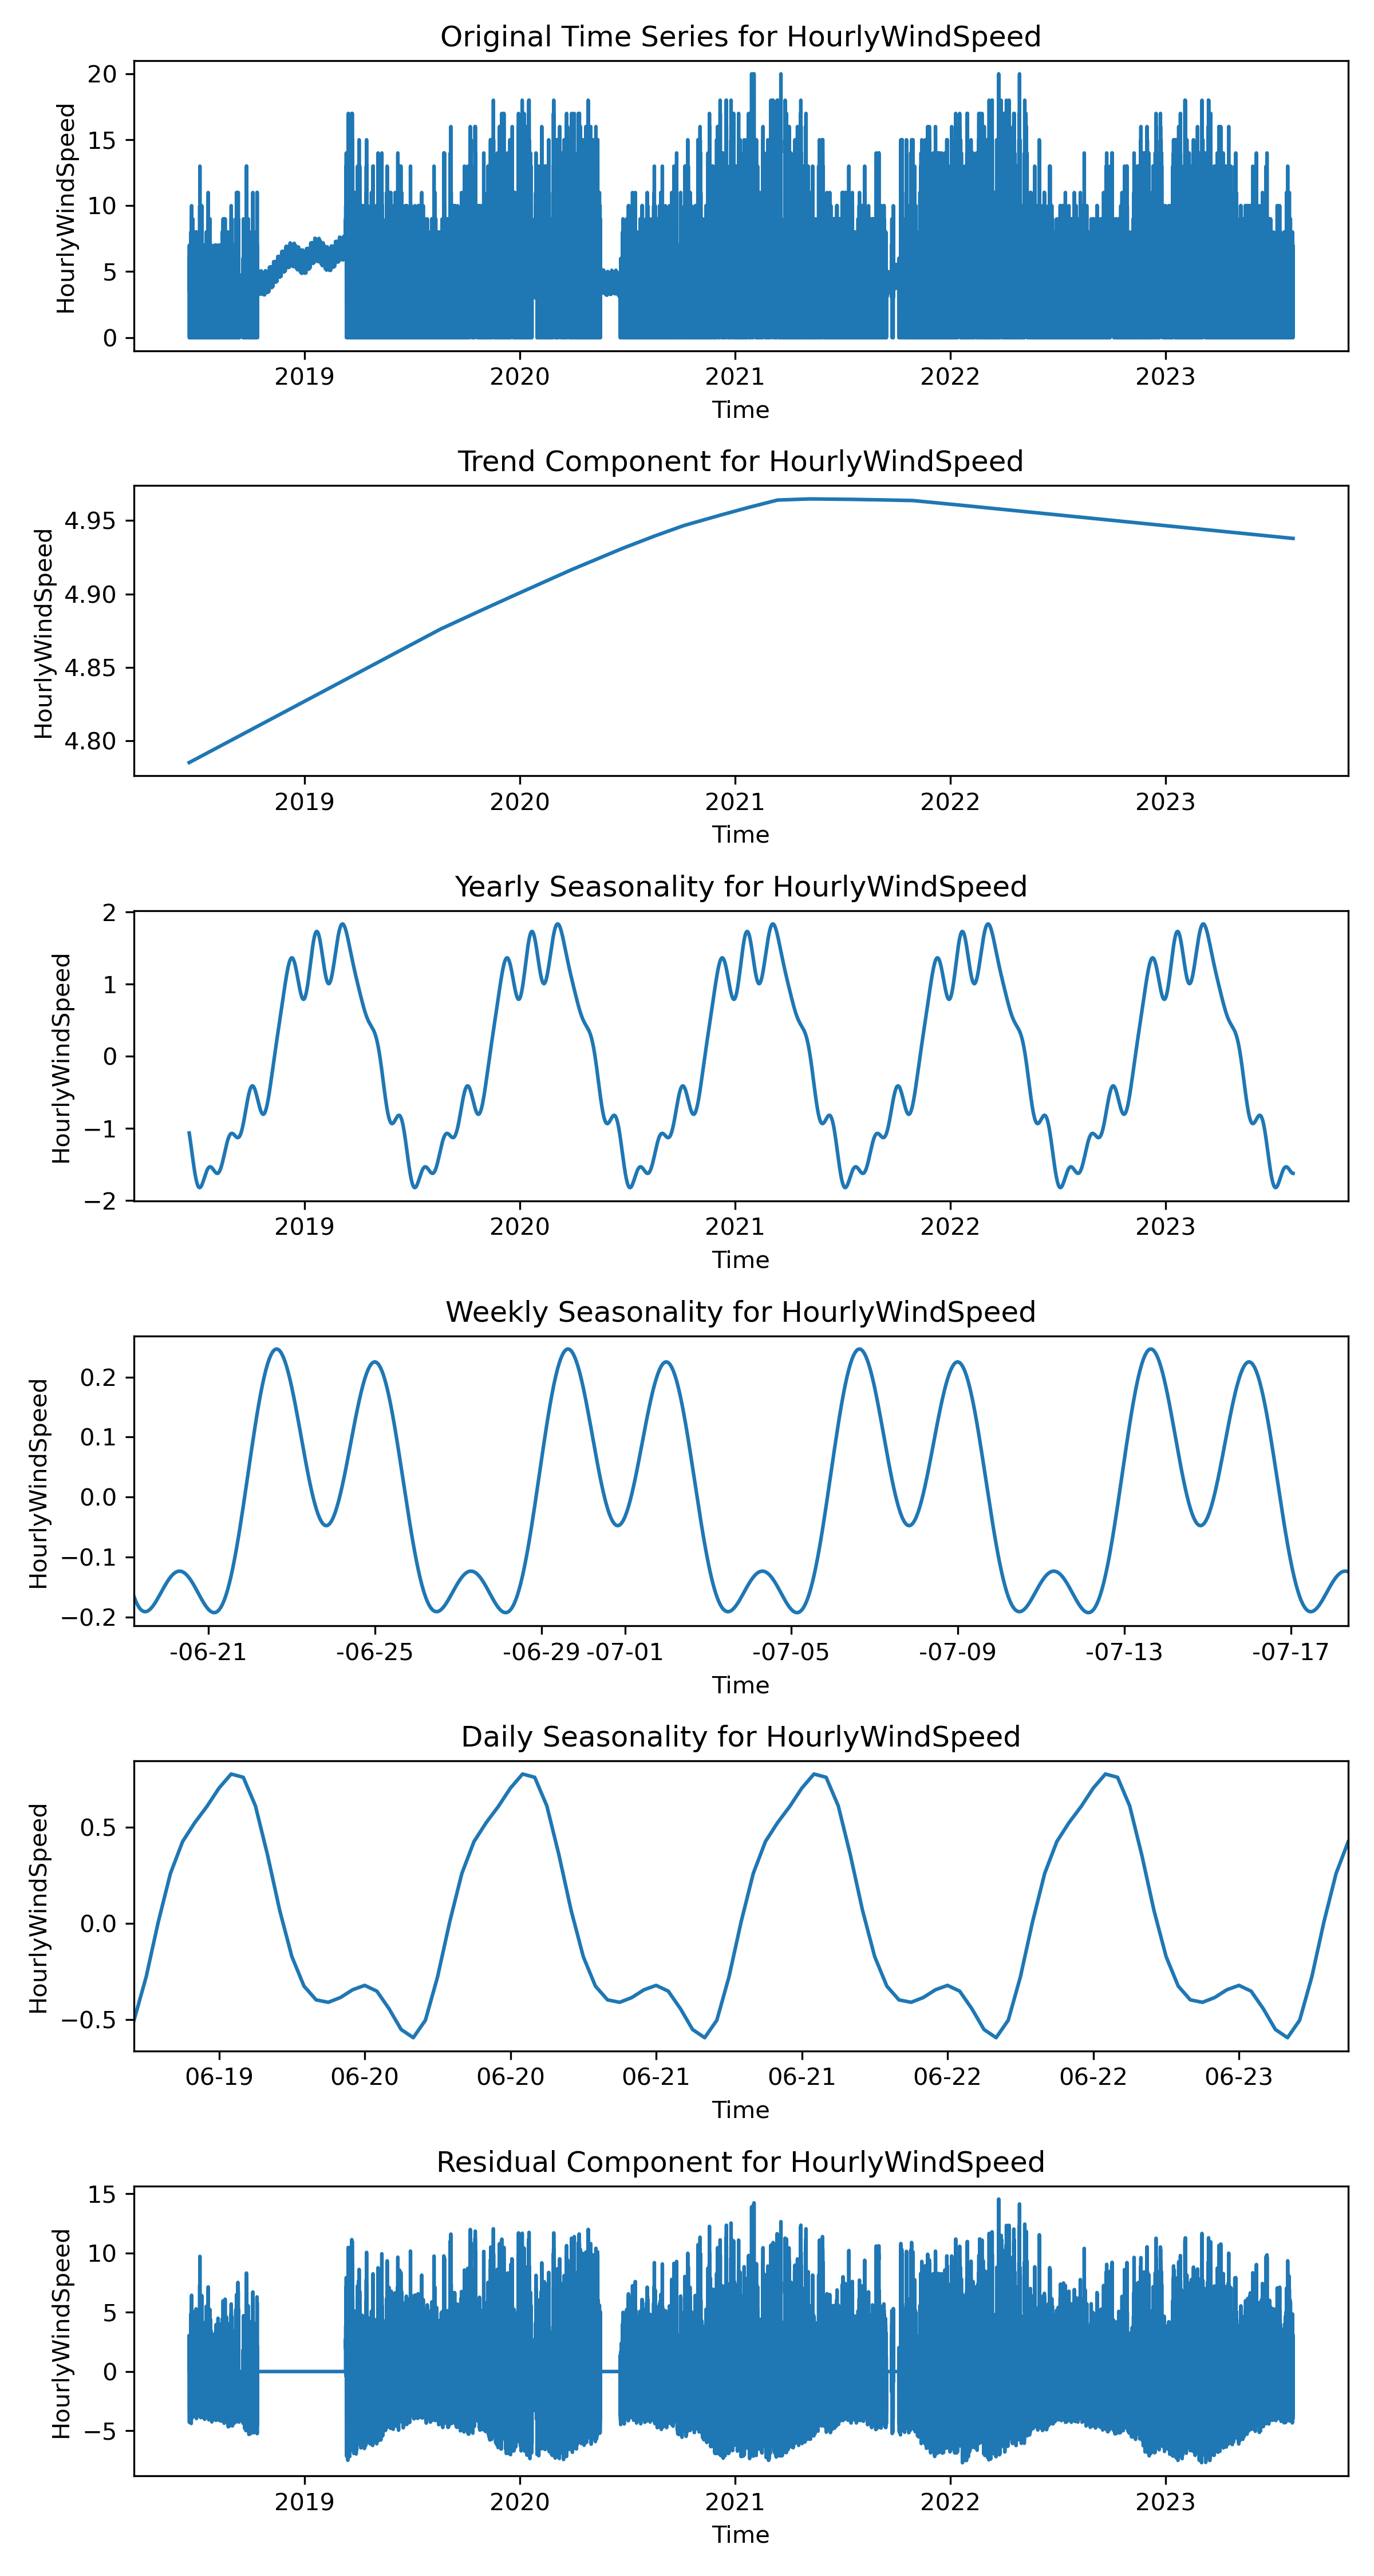 Original Time Series for HourlyWindSpeed
HourlyWindSpeed
20
15
10
5
0
2019 2020 2021 2022 2023
Time
Trend Component for HourlyWindSpeed
HourlyWindSpeed
4.95
4.90
4.85
4.80
2019 2020 2021 2022 2023
Time
Yearly Seasonality for HourlyWindSpeed
HourlyWindSpeed
2
1
0
−1
−2
2019 2020 2021 2022 2023
Time
Weekly Seasonality for HourlyWindSpeed
HourlyWindSpeed
0.2
0.1
0.0
−0.1
−0.2
-06-21 -06-25 -06-29 -07-01 -07-05 -07-09 -07-13 -07-17
Time
Daily Seasonality for HourlyWindSpeed
HourlyWindSpeed
0.5
0.0
−0.5
06-19 06-20 06-20 06-21 06-21 06-22 06-22 06-23
Time
Residual Component for HourlyWindSpeed
HourlyWindSpeed
15
10
5
0
−5
2019 2020 2021 2022 2023
Time